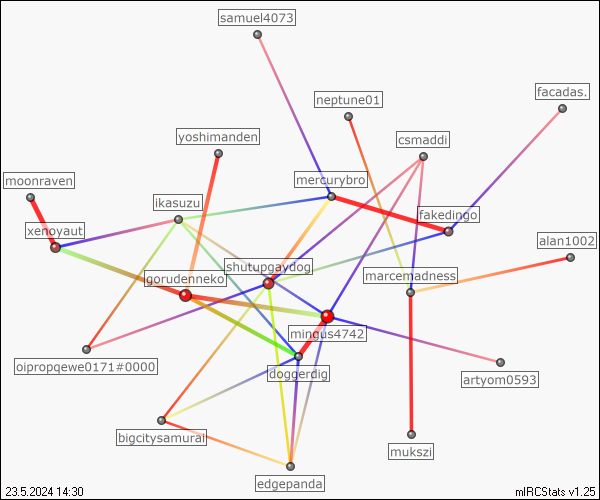 samuel4073
facadas.
neptune01
yoshimanden
csmaddi
moonraven
mercurybro
ikasuzu
fakedingo
xenoyaut
alan1002
shutupgaydog
gorudenneko
marcemadness
mingus4742
oipropqewe0171#0000
doggerdig
artyom0593
bigcitysamurai
mukszi
edgepanda
23.5.2024 14:30
mIRCStats v1.25